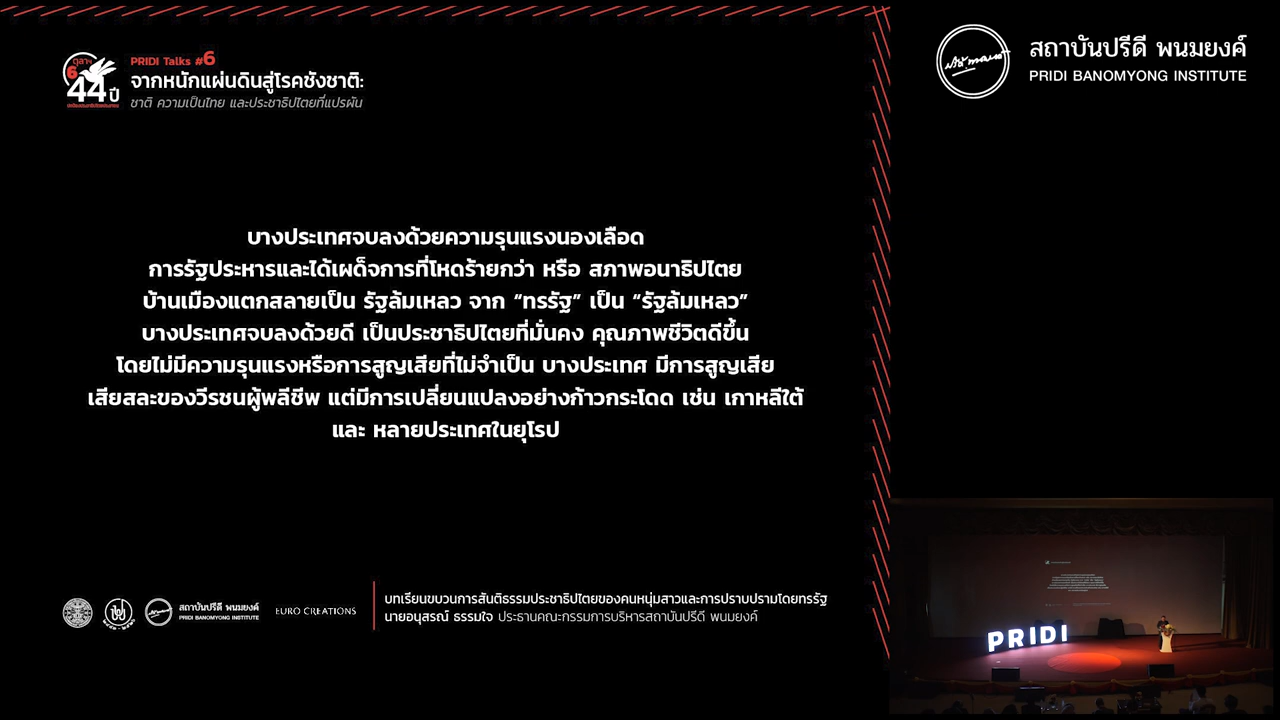 ตุลาฯ
6
44 ปี
PRIDI Talks #6
จากหนักแผ่นดินสู่โรคชังชาติ:
ชาติ ความเป็นไทย และประชาธิปไตยที่แปรผัน
สถาบันปรีดี พนมยงค์
PRIDI BANOMYONG INSTITUTE
บางประเทศจบลงด้วยความรุนแรงนองเลือด
การรัฐประหารและได้เผด็จการที่โหดร้ายกว่า หรือ สภาพอนาธิปไตย
บ้านเมืองแตกสลายเป็น รัฐล้มเหลว จาก “ทรรัฐ” เป็น “รัฐล้มเหลว”
บางประเทศจบลงด้วยดี เป็นประชาธิปไตยที่มั่นคง คุณภาพชีวิตดีขึ้น
โดยไม่มีความรุนแรงหรือการสูญเสียที่ไม่จำเป็น บางประเทศ มีการสูญเสีย
เสียสละของวีรชนผู้พลีชีพ แต่มีการเปลี่ยนแปลงอย่างก้าวกระโดด เช่น เกาหลีใต้
และ หลายประเทศในยุโรป
สถาบันปรีดี พนมยงค์
PRIDI BANOMYONG INSTITUTE
EURO CREATIONS
บทเรียนขบวนการสันติธรรมประชาธิปไตยของคนหนุ่มสาวและการปราบปรามโดยทรรัฐ
นายอนุสรณ์ ธรรมใจ ประธานคณะกรรมการบริหารสถาบันปรีดี พนมยงค์
PRIDI